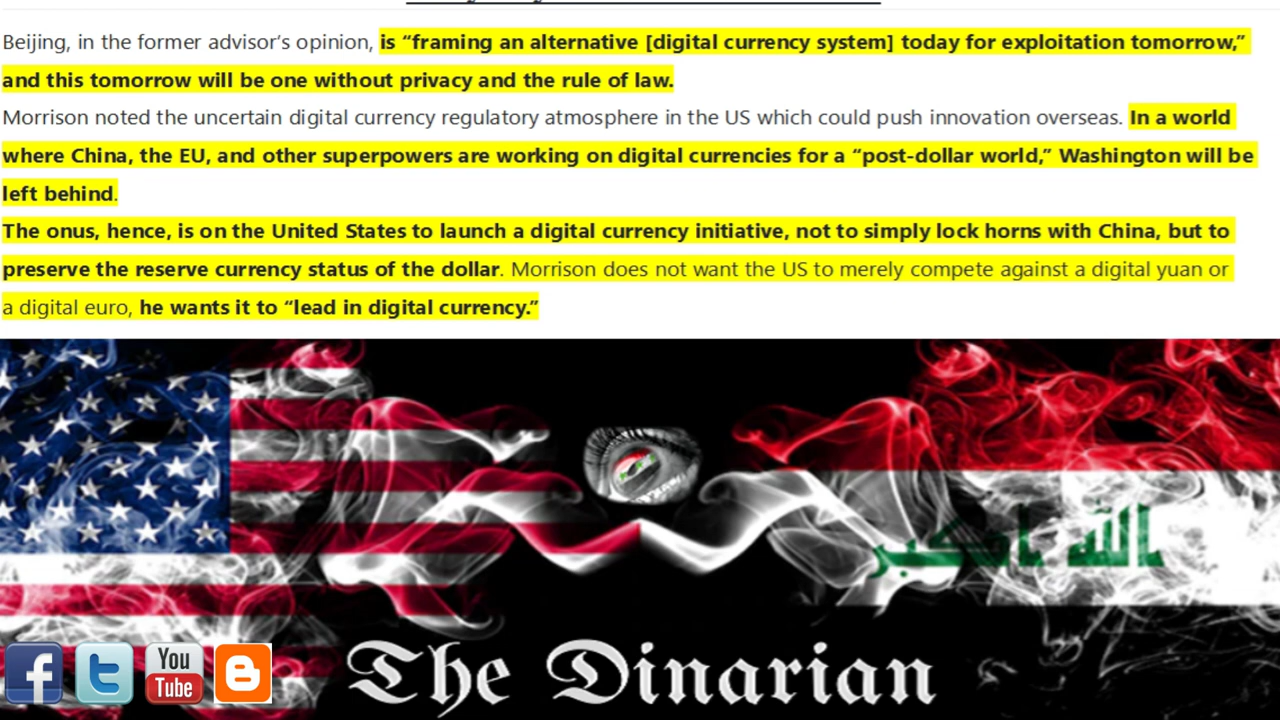 Beijing, in the former advisor’s opinion, is “framing an alternative [digital currency system] today for exploitation tomorrow,”
and this tomorrow will be one without privacy and the rule of law.
Morrison noted the uncertain digital currency regulatory atmosphere in the US which could push innovation overseas. In a world
where China, the EU, and other superpowers are working on digital currencies for a “post-dollar world,” Washington will be
left behind.
The onus, hence, is on the United States to launch a digital currency initiative, not to simply lock horns with China, but to
preserve the reserve currency status of the dollar. Morrison does not want the US to merely compete against a digital yuan or
a digital euro, he wants it to “lead in digital currency.”
الله اكبر
You
Tube
The Dinarian